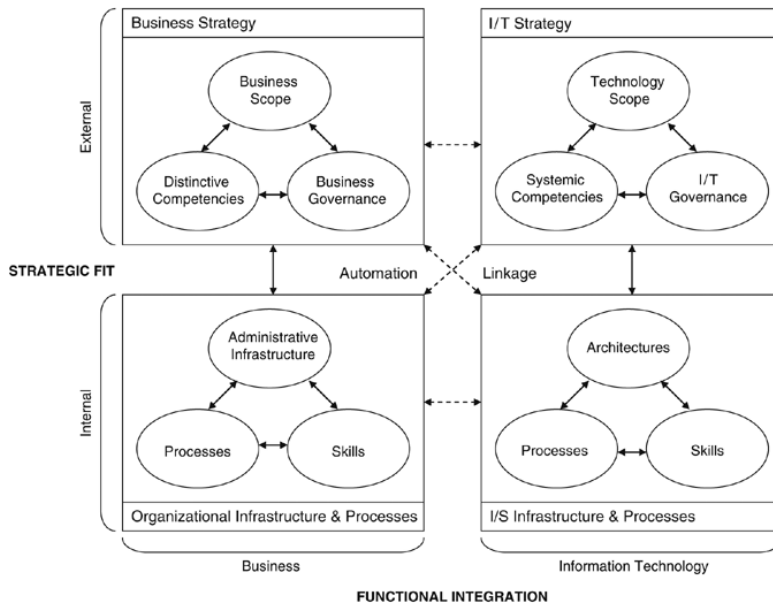 Business Strategy
I/T Strategy
Business
Scope
Technology
Scope
External
Distinctive
Competencies
Business
Governance
Systemic
Competencies
I/T
Governance
STRATEGIC FIT
Automation
Linkage
Administrative
Infrastructure
Architectures
Internal
Processes
Skills
Processes
Skills
Organizational Infrastructure & Processes
I/S Infrastructure & Processes
Business
Information Technology
FUNCTIONAL INTEGRATION